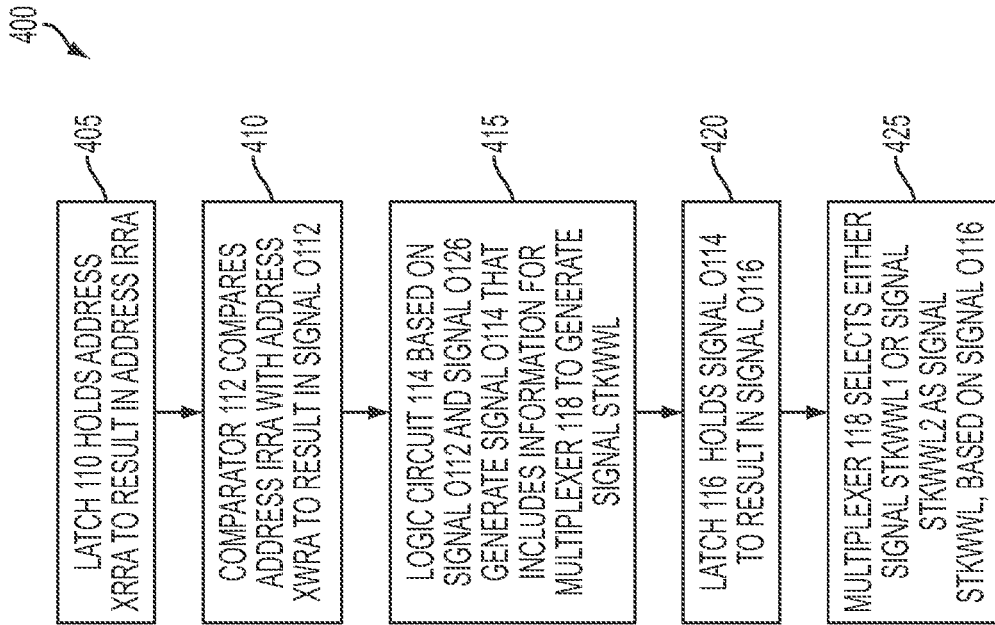 400
405
LATCH 110 HOLDS ADDRESS
XRRA TO RESULT IN ADDRESS IRRA
410
COMPARATOR 112 COMPARES
ADDRESS IRRA WITH ADDRESS
XWRA TO RESULT IN SIGNAL O112
415
LOGIC CIRCUIT 114 BASED ON
SIGNAL O112 AND SIGNAL O126
GENERATE SIGNAL O114 THAT
INCLUDES INFORMATION FOR
MULTIPLEXER 118 TO GENERATE
SIGNAL STKWWL
420
LATCH 116 HOLDS SIGNAL O114
TO RESULT IN SIGNAL O116
425
MULTIPLEXER 118 SELECTS EITHER
SIGNAL STKWWL1 OR SIGNAL
STKWWL2 AS SIGNAL
STKWWL, BASED ON SIGNAL O116